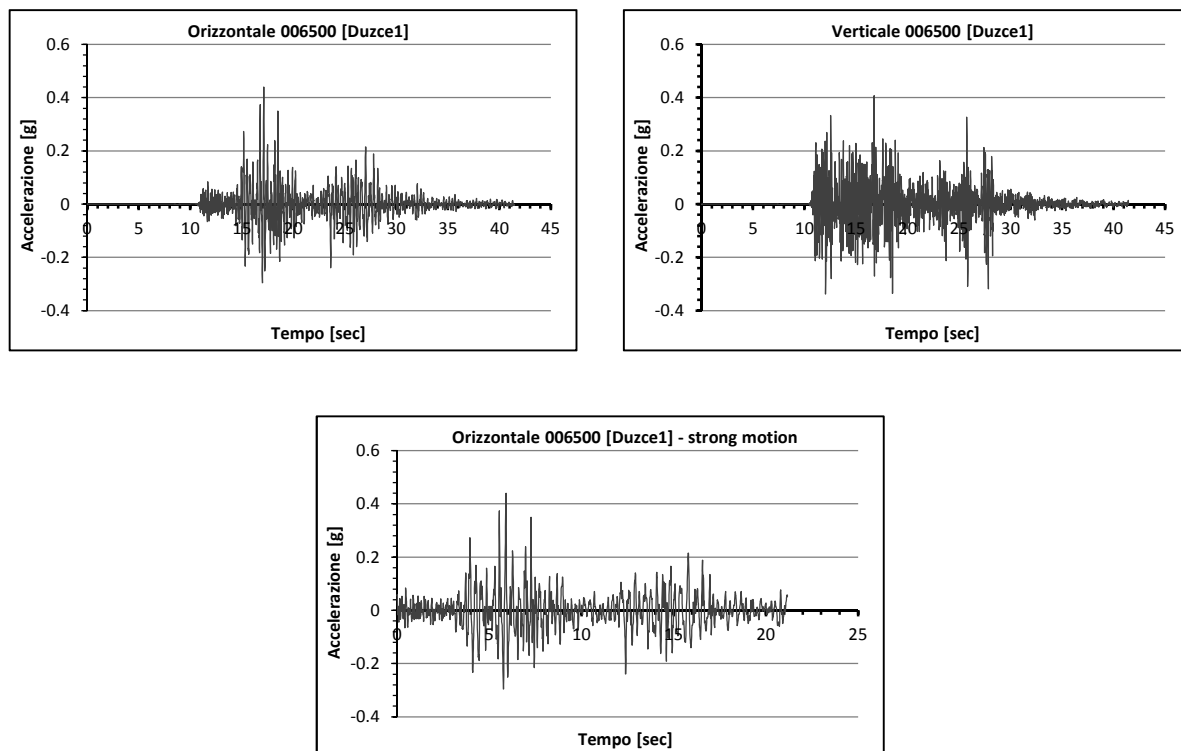 Orizzontale 006500 [Duzce1]
0.6
0.4
0.2
0
-0.2
-0.4
0 5 10 15 20 25 30 35 40 45
Accelerazione [g]
Tempo [sec]
Verticale 006500 [Duzce1]
0.6
0.4
0.2
0
-0.2
-0.4
0 5 10 15 20 25 30 35 40 45
Accelerazione [g]
Tempo [sec]
Orizzontale 006500 [Duzce1] - strong motion
0.6
0.4
0.2
0
-0.2
-0.4
0 5 10 15 20 25
Accelerazione [g]
Tempo [sec]